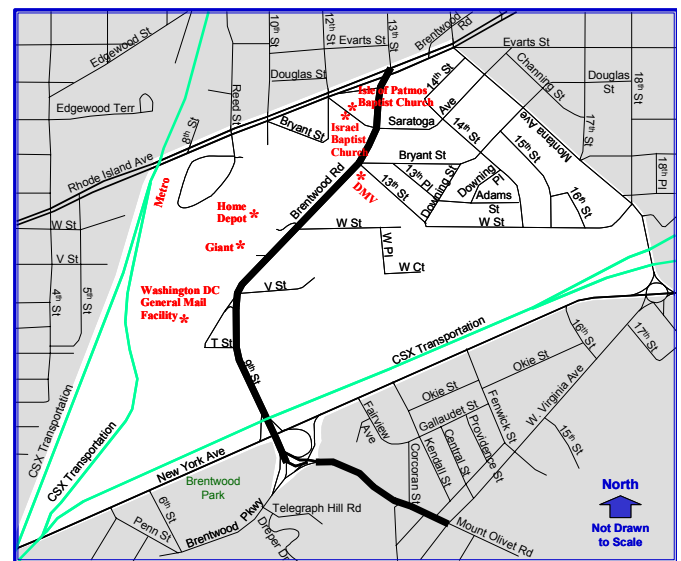 Edgewood St
10th St
12th St
13th St
Brentwood
Rd
Evarts St
Evarts St
Douglas St
14th St
Channing St
Douglas
St
18th St
Edgewood Terr
Reed St
8th St
Isle of Patmos
Baptist Church
Ave
Saratoga
Montana Ave
17th St
Bryant St
Israel
Baptist
Church
14th St
15th St
Bryant St
Rhode Island Ave
Metro
Brentwood Rd
DMV
13th St
13th Pl
Downing St
Downing
Pl
Adams
St
16th St
18th Pl
Home
Depot
W St
W St
W St
Giant
W Pl
W Ct
V St
V St
4th St
5th St
Washington DC
General Mail
Facility
T St
9th St
CSX Transportation
16th St
17th St
Okie St
Okie St
W. Virginia Ave
Fairview
Ave
Gallaudet St
Fenwick St
Providence St
Central St
Kendall St
Corcoran St
15th St
CSX Transportation
CSX Transportation
New York Ave
Brentwood
Park
6th St
Penn St
Brentwood
Pkwy
Telegraph Hill Rd
Dreper Dr
Mount Olivet Rd
North
Not Drawn
to Scale